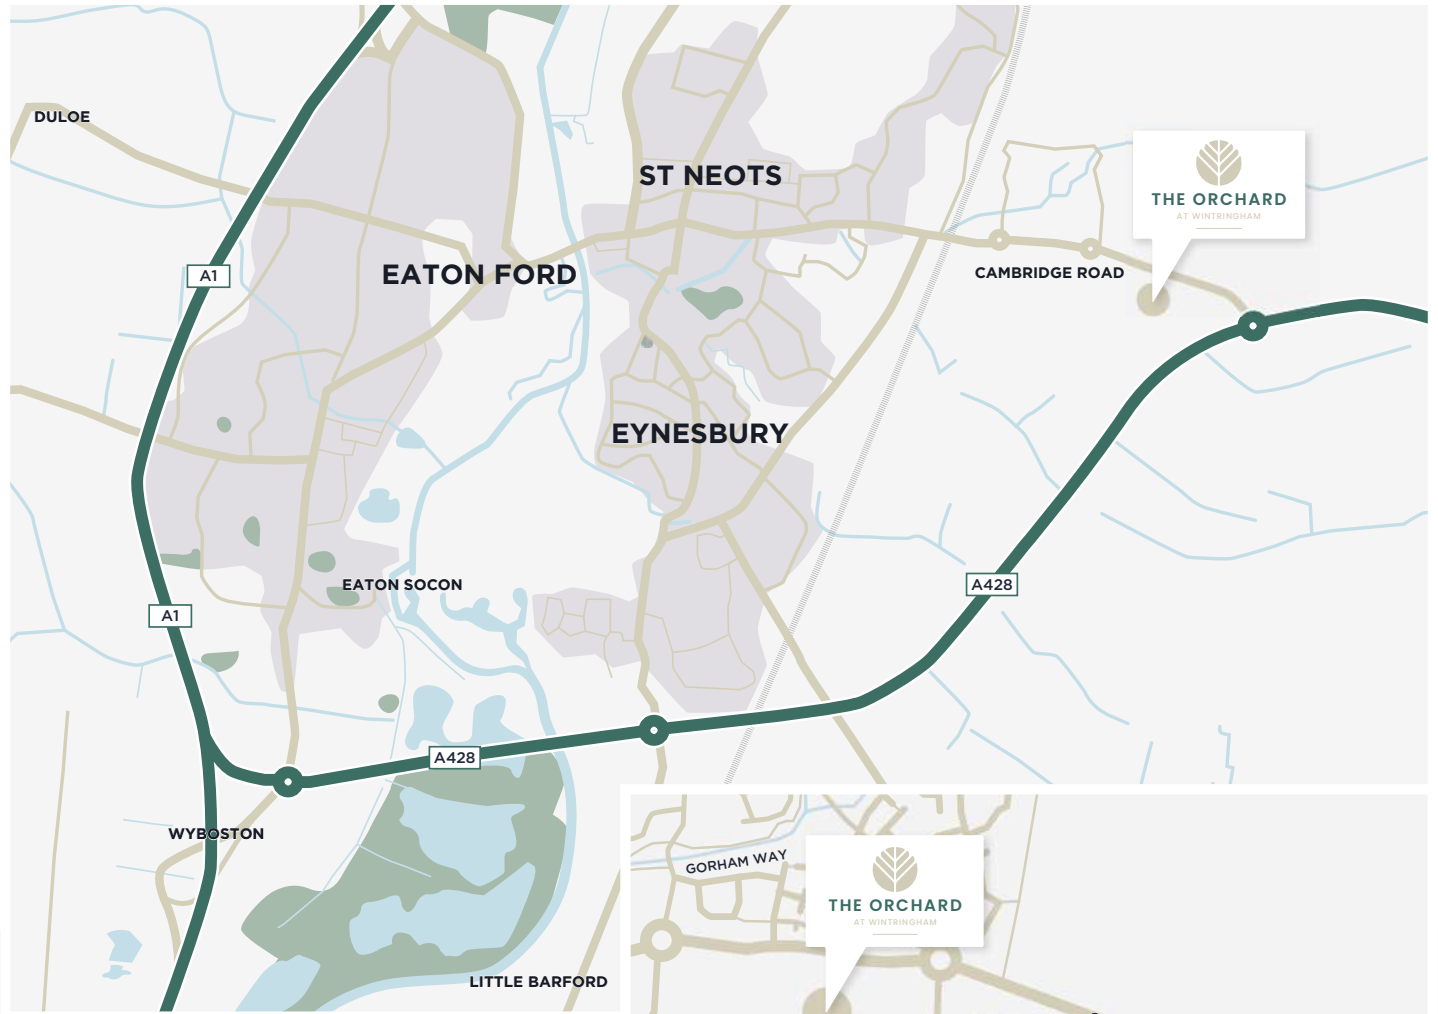 DULOE
ST NEOTS
THE ORCHARD
AT WINTRINGHAM
A1
EATON FORD
CAMBRIDGE ROAD
EYNESBURY
EATON SOCON
A428
A1
A428
WYBOSTON
GORHAM WAY
THE ORCHARD
AT WINTRINGHAM
LITTLE BARFORD